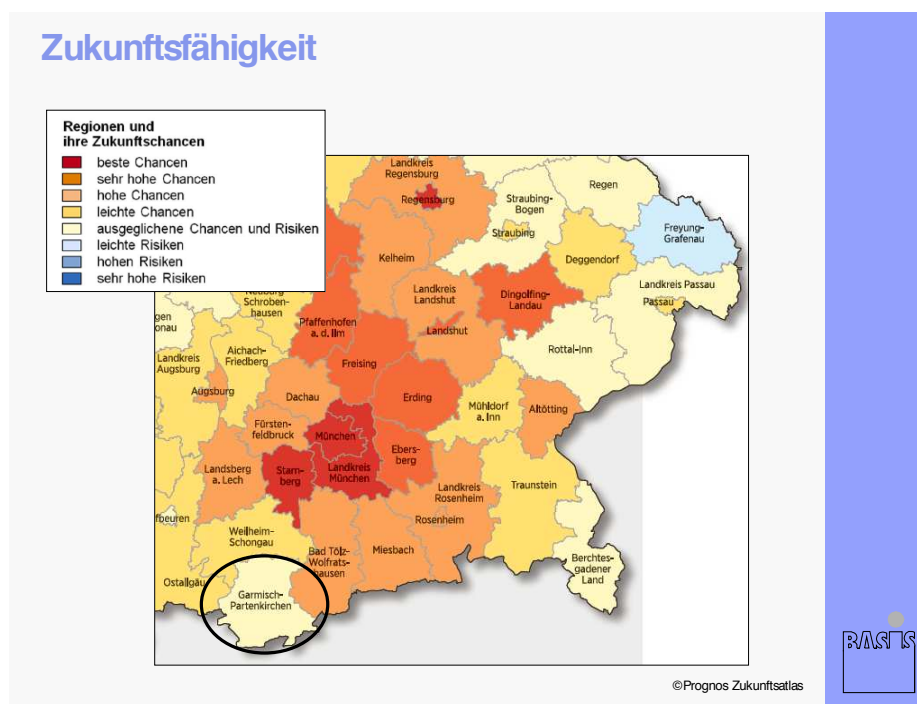 Zukunftsfähigkeit
Regionen und
ihre Zukunftschancen
beste Chancen
sehr hohe Chancen
hohe Chancen
leichte Chancen
ausgeglichene Chancen und Risiken
leichte Risiken
hohen Risiken
sehr hohe Risiken
Landkreis
Regensburg
Regensburg
Straubing-
Bogen
Regen
Straubing
Freyung-
Grafenau
Deggendorf
Kelheim
Landkreis Passau
Passau
Landkreis
Landshut
Dingolfing-
Landau
Schroben-
hausen
Pfaffenhofen
a. d. Ilm
Landshut
gen
onau
Rottal-Inn
Aichach-
Friedberg
Landkreis
Augsburg
Freising
Augsburg
Dachau
Erding
Mühldorf
a. Inn
Altötting
Fürsten-
feldbruck
München
Ebers-
berg
Landsberg
a. Lech
Starn-
berg
Landkreis
München
Landkreis
Rosenheim
Traunstein
fbeuren
Rosenheim
Weilheim-
Schongau
Bad Tölz-
Wolfrats-
hausen
Miesbach
Berchtes-
gadener
Land
Ostallgäu
Garmisch-
Partenkirchen
©Prognos Zukunftsatlas
BASIS